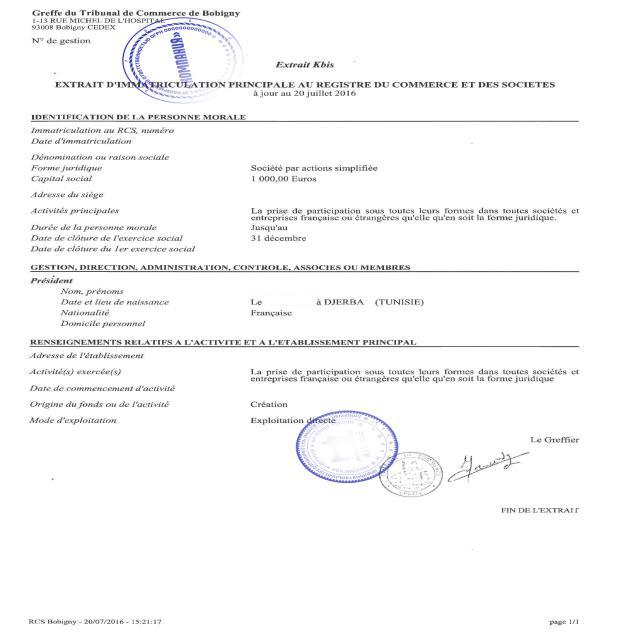 Greffe du Tribunal de Commerce de Bobigny
1-13 RUE MICHEL DE L'HOSPITAL
93008 Bobigny CEDEX
N° de gestion
Extrait Kbis
EXTRAIT D'IMMATRICULATION PRINCIPALE AU REGISTRE DU COMMERCE ET DES SOCIETES
à jour au 20 juillet 2016
IDENTIFICATION DE LA PERSONNE MORALE
Immatriculation au RCS, numéro
Date d'immatriculation
Dénomination ou raison sociale
Forme juridique Société par actions simplifiée
Capital social 1 000,00 Euros
Adresse du siège
Activités principales La prise de participation sous toutes leurs formes dans toutes sociétés et
entreprises française ou étrangères qu'elle qu'en soit la forme juridique.
Durée de la personne morale Jusqu'au
Date de clôture de l'exercice social 31 décembre
Date de clôture du 1er exercice social
GESTION, DIRECTION, ADMINISTRATION, CONTROLE, ASSOCIES OU MEMBRES
Président
Nom, prénoms
Date et lieu de naissance Le à DJERBA (TUNISIE)
Nationalité Française
Domicile personnel
RENSEIGNEMENTS RELATIFS A L'ACTIVITE ET A L'ETABLISSEMENT PRINCIPAL
Adresse de l'établissement
Activité(s) exercée(s) La prise de participation sous toutes leurs formes dans toutes sociétés et
entreprises française ou étrangères qu'elle qu'en soit la forme juridique
Date de commencement d'activité
Origine du fonds ou de l'activité Création
Mode d'exploitation Exploitation directe
Le Greffier
FIN DE L'EXTRAIT
RCS Bobigny - 20/07/2016 - 15:21:17 page 1/1